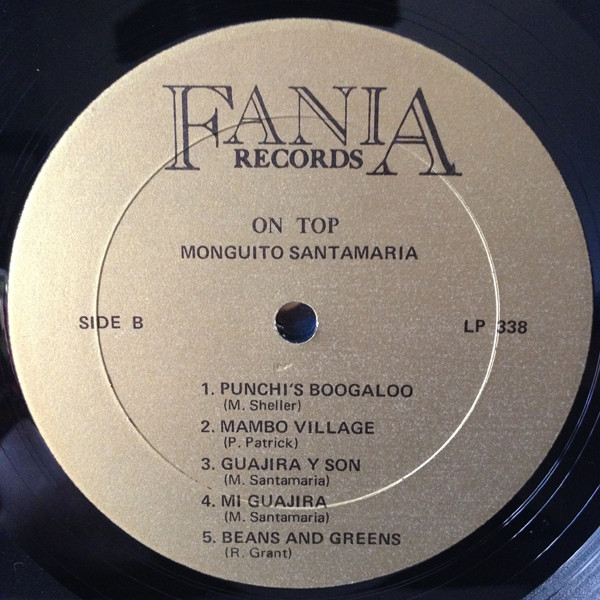 FANIA
RECORDS
ON TOP
MONGUITO SANTAMARIA
SIDE B
LP 338
1. PUNCHI'S BOOGALOO
(M. Sheller)
2. MAMBO VILLAGE
(P. Patrick)
3. GUAJIRA Y SON
(M. Santamaria)
4. MI GUAJIRA
(M. Santamaria)
5. BEANS AND GREENS
(R. Grant)